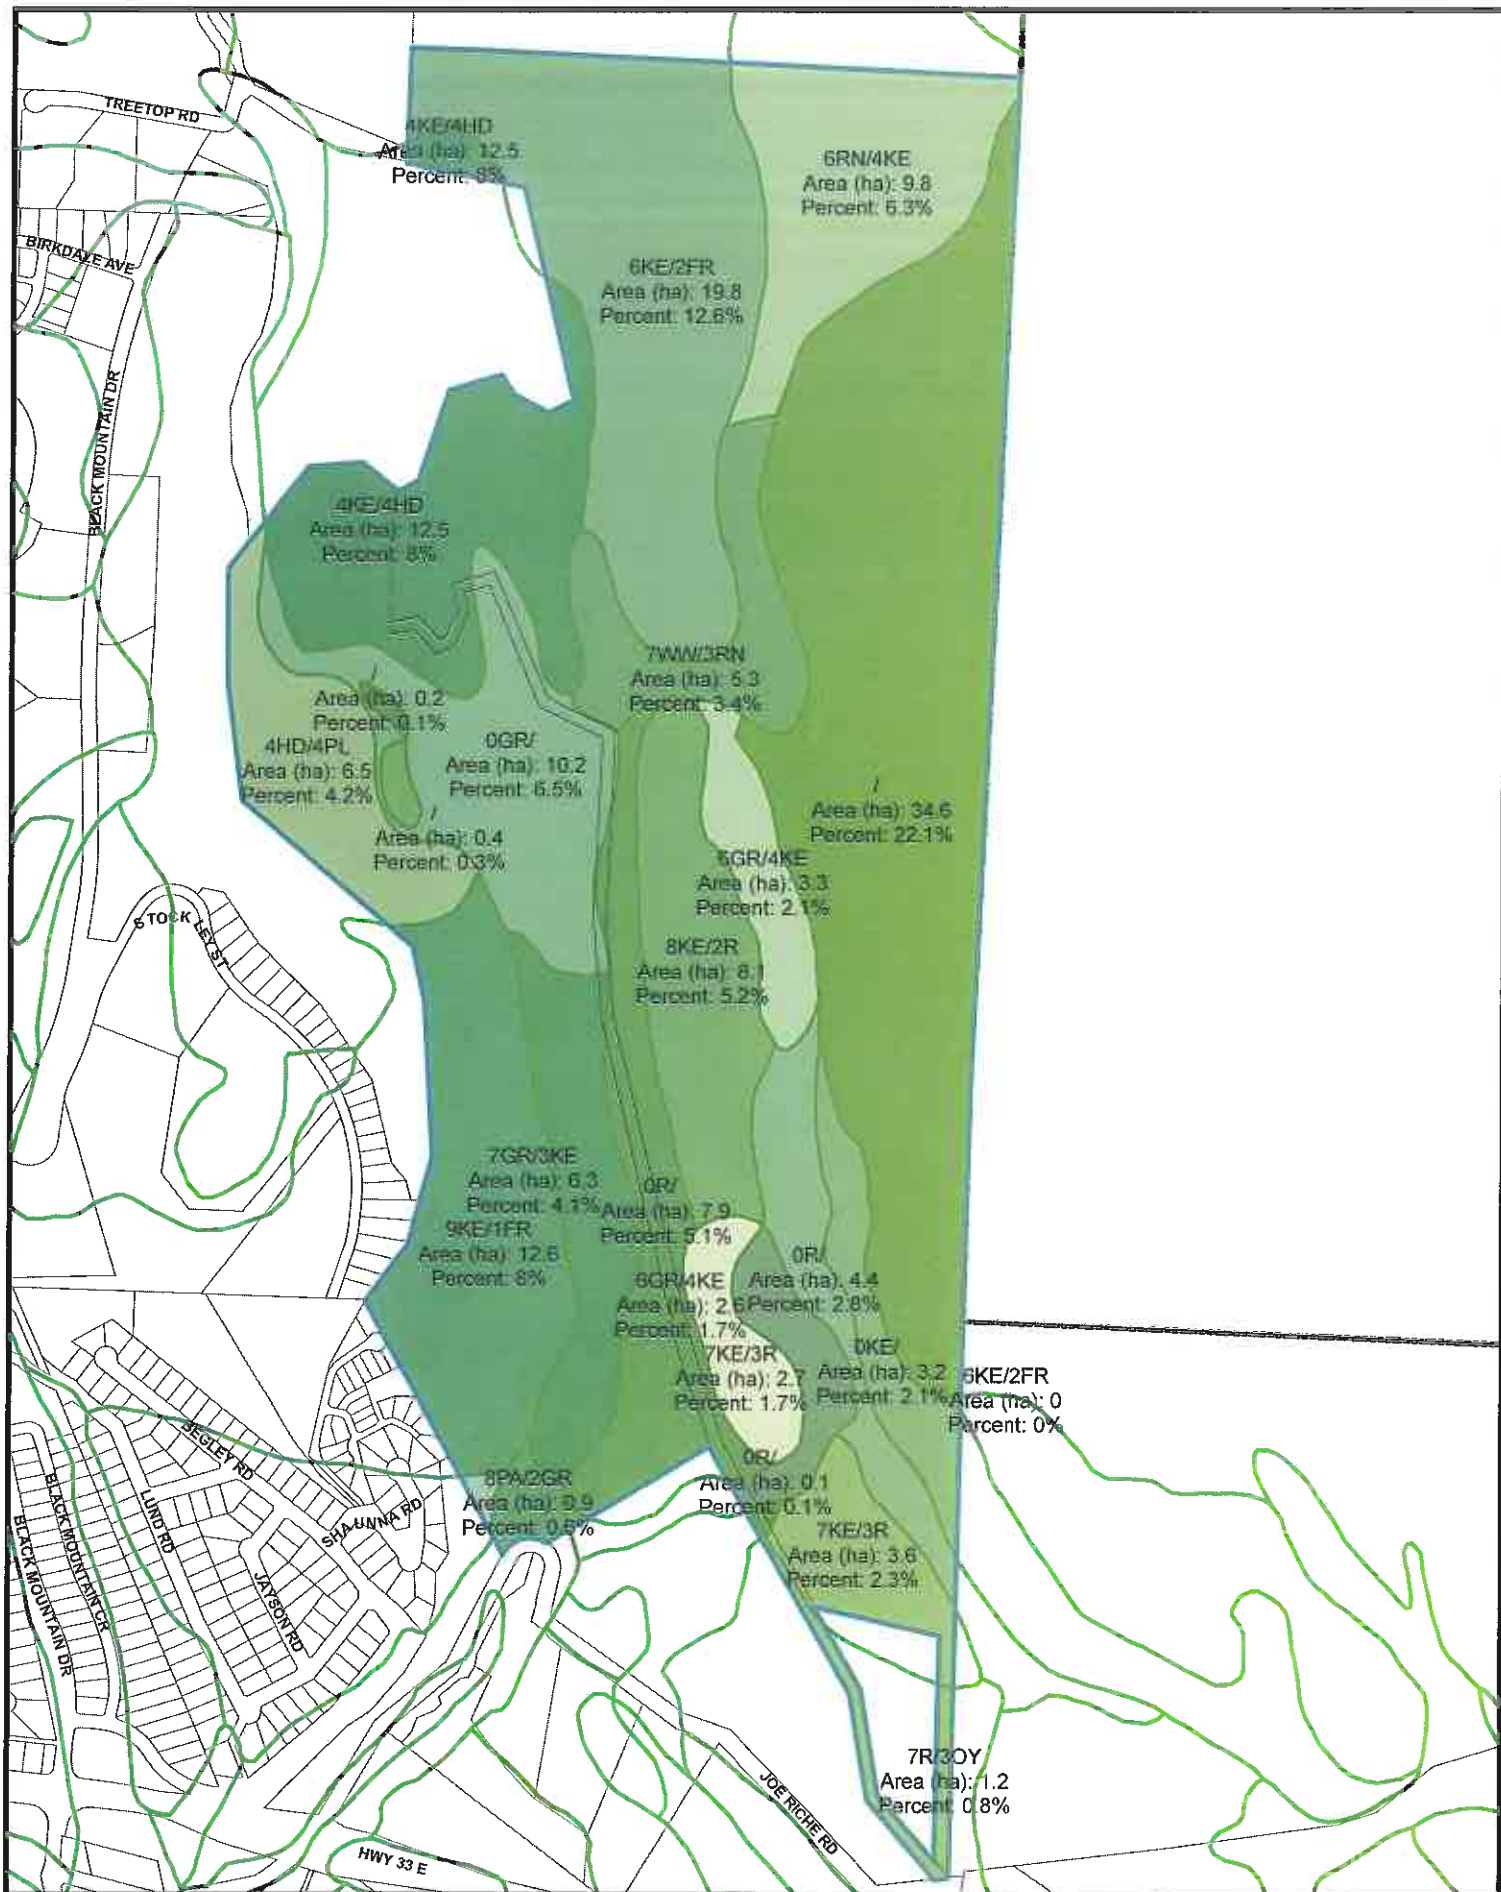 TREETOP RD
4KE/4HD
Area (ha): 12.5
Percent: 8%
6RN/4KE
Area (ha): 9.8
Percent: 6.3%
BIRKDALE AVE
6KE/2FR
Area (ha): 19.8
Percent: 12.6%
BLACK MOUNTAIN DR
4KE/4HD
Area (ha): 12.5
Percent: 8%
7WW/3RN
Area (ha): 5.3
Percent: 3.4%
/
Area (ha): 0.2
Percent: 0.1%
4HD/4PL
Area (ha): 6.5
Percent: 4.2%
0GR/
Area (ha): 10.2
Percent: 6.5%
/
Area (ha): 34.6
Percent: 22.1%
/
Area (ha): 0.4
Percent: 0.3%
6GR/4KE
Area (ha): 3.3
Percent: 2.1%
STOCKLEY ST
8KE/2R
Area (ha): 8.1
Percent: 5.2%
7GR/3KE
Area (ha): 6.3
Percent: 4.1%
0R/
Area (ha): 7.9
Percent: 5.1%
9KE/1FR
Area (ha): 12.6
Percent: 8%
0R/
Area (ha): 4.4
Percent: 2.8%
6GR/4KE
Area (ha): 2.6
Percent: 1.7%
7KE/3R
Area (ha): 2.7
Percent: 1.7%
0KE/
Area (ha): 3.2
Percent: 2.1%
6KE/2FR
Area (ha): 0
Percent: 0%
BEGLEY RD
8PA/2GR
Area (ha): 0.9
Percent: 0.6%
0R/
Area (ha): 0.1
Percent: 0.1%
BLACK MOUNTAIN CR
LUND RD
SHAUNNA RD
BLACK MOUNTAIN DR
JAYSON RD
7KE/3R
Area (ha): 3.6
Percent: 2.3%
7R/3OY
Area (ha): 1.2
Percent: 0.8%
JOE RICHE RD
HWY 33 E